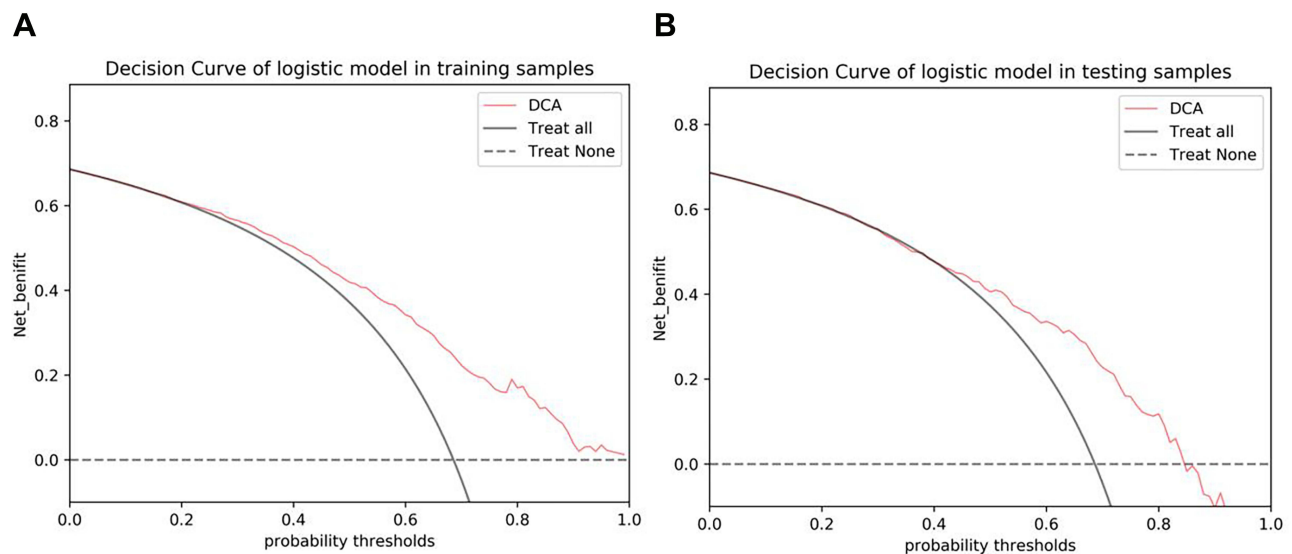 A
Decision Curve of logistic model in training samples
DCA
Treat all
Treat None
0.8
0.6
0.4
0.2
0.0
Net_benifit
0.0 0.2 0.4 0.6 0.8 1.0
probability thresholds
B
Decision Curve of logistic model in testing samples
DCA
Treat all
Treat None
0.8
0.6
0.4
0.2
0.0
Net_benifit
0.0 0.2 0.4 0.6 0.8 1.0
probability thresholds